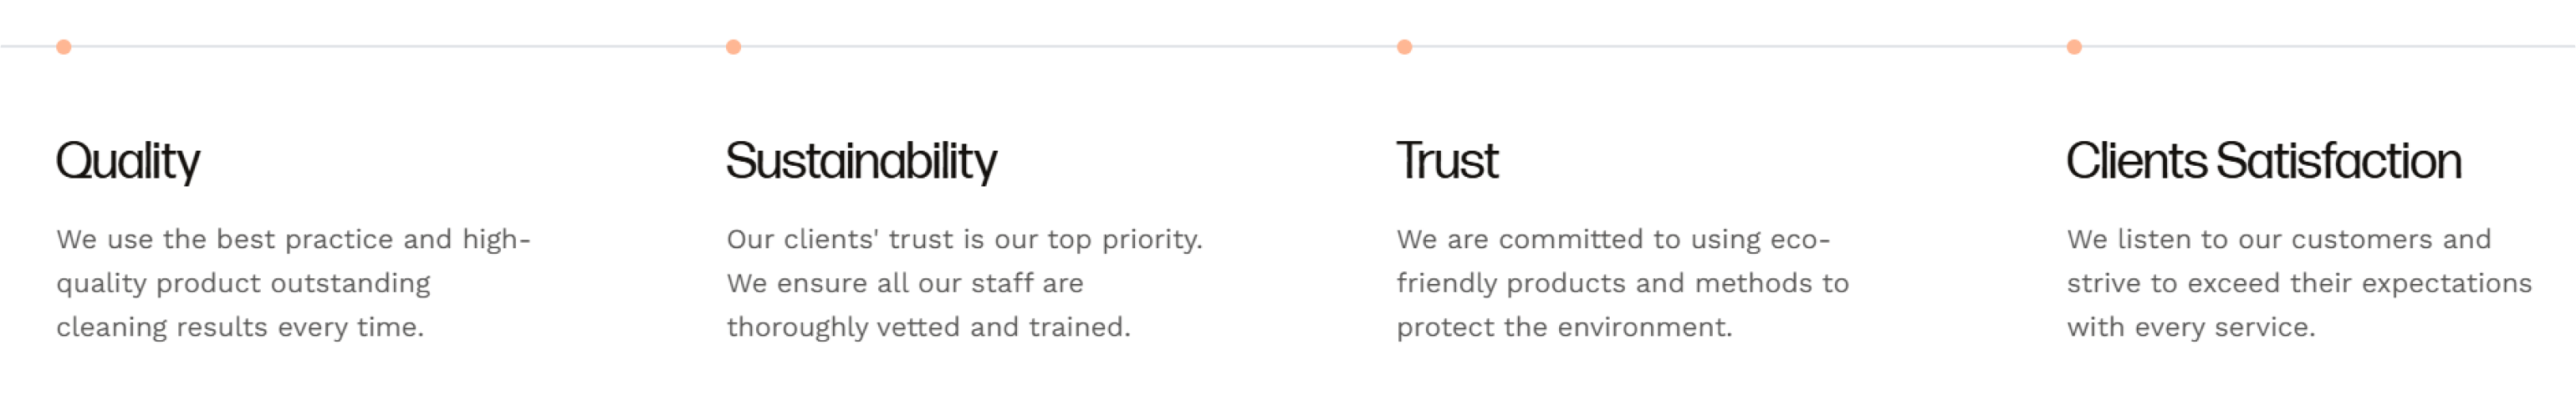 Quality
We use the best practice and high-
quality product outstanding
cleaning results every time.
Sustainability
Our clients' trust is our top priority.
We ensure all our staff are
thoroughly vetted and trained.
Trust
We are committed to using eco-
friendly products and methods to
protect the environment.
Clients Satisfaction
We listen to our customers and
strive to exceed their expectations
with every service.